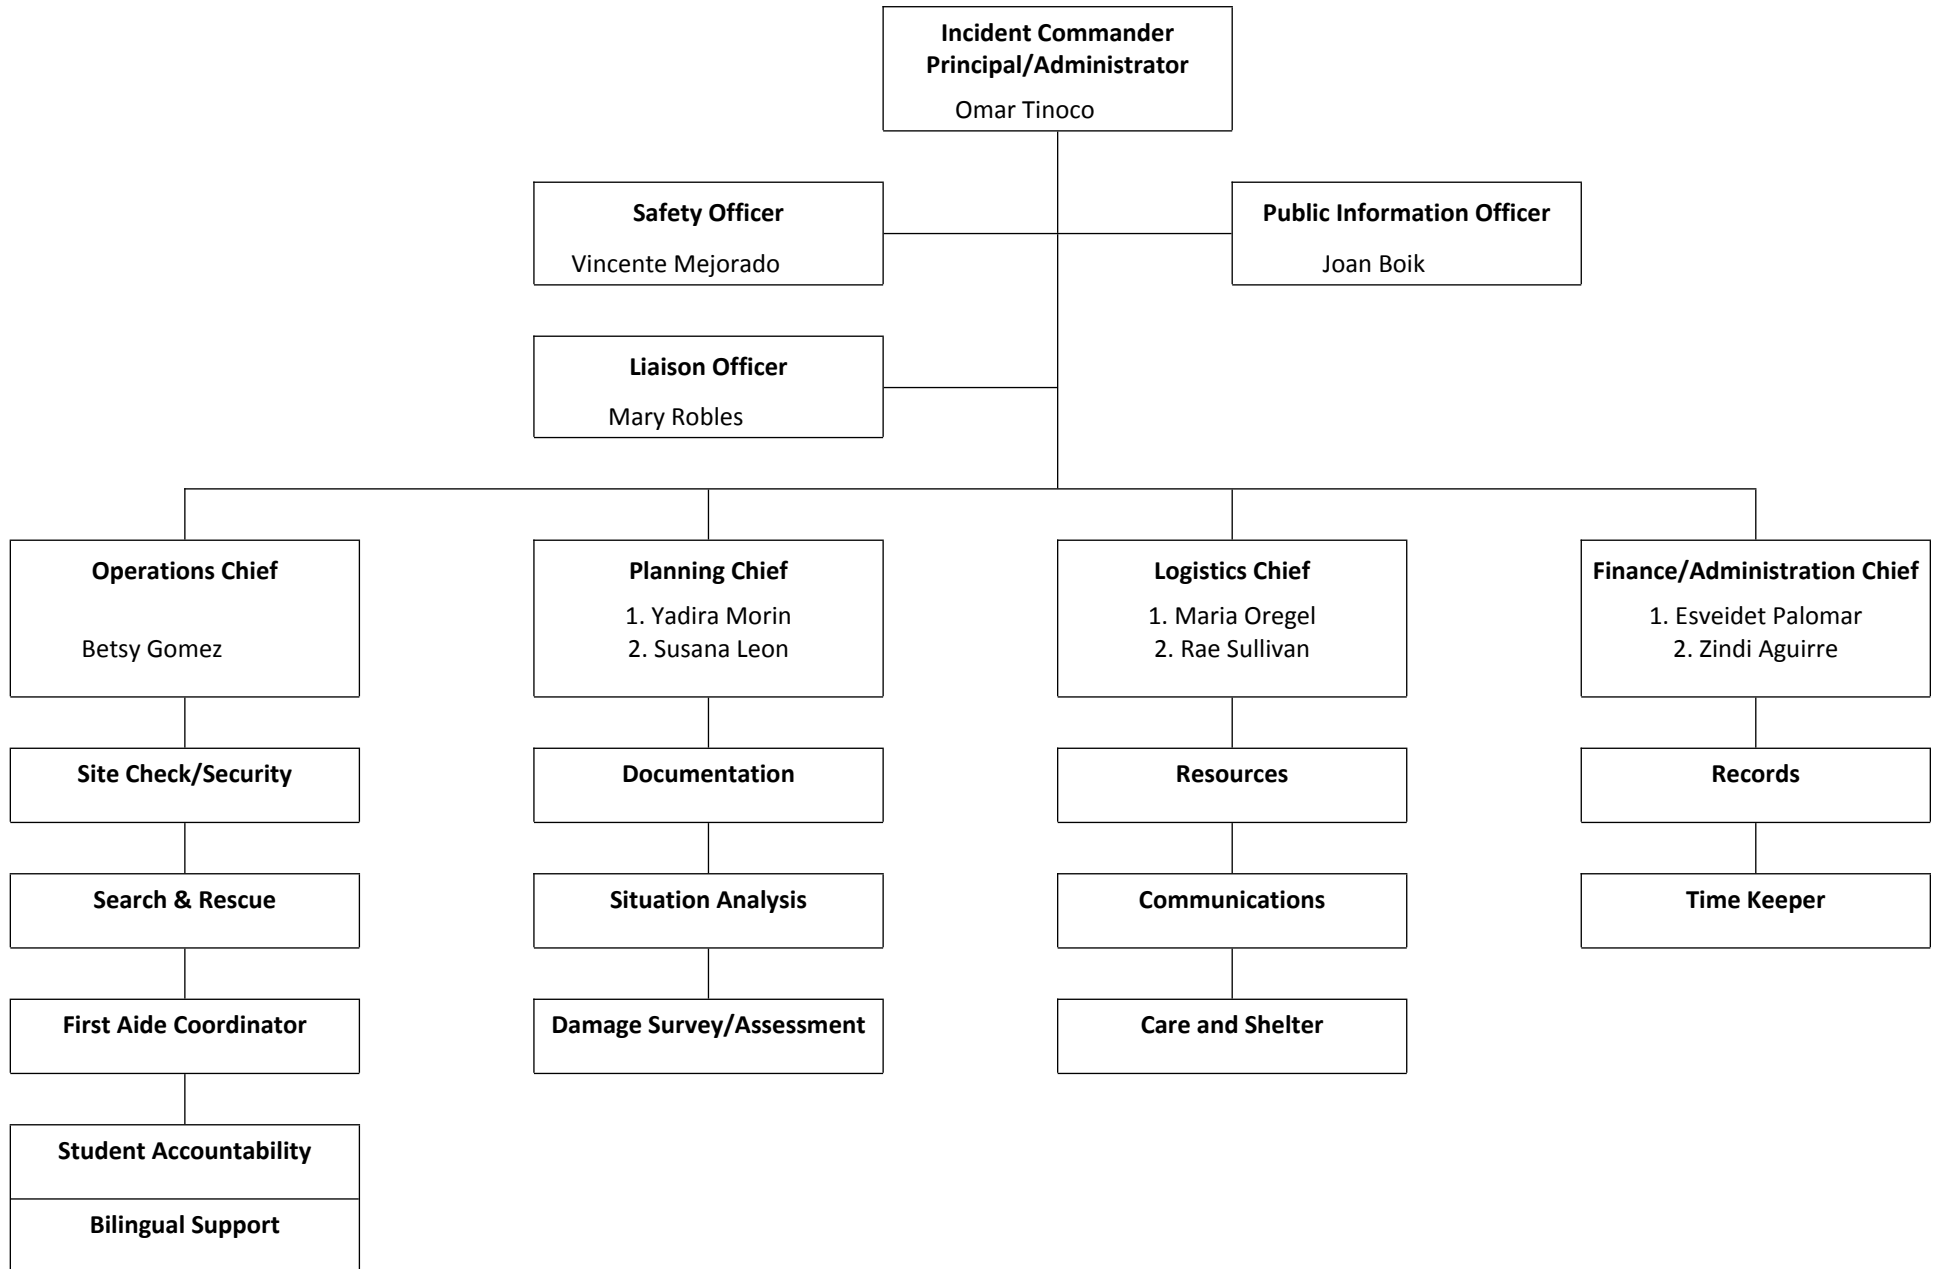 Incident Commander
Principal/Administrator
Omar Tinoco
Safety Officer
Vincente Mejorado
Public Information Officer
Joan Boik
Liaison Officer
Mary Robles
Operations Chief
Betsy Gomez
Planning Chief
1. Yadira Morin
2. Susana Leon
Logistics Chief
1. Maria Oregel
2. Rae Sullivan
Finance/Administration Chief
1. Esveidet Palomar
2. Zindi Aguirre
Site Check/Security
Documentation
Resources
Records
Search & Rescue
Situation Analysis
Communications
Time Keeper
First Aide Coordinator
Damage Survey/Assessment
Care and Shelter
Student Accountability
Bilingual Support